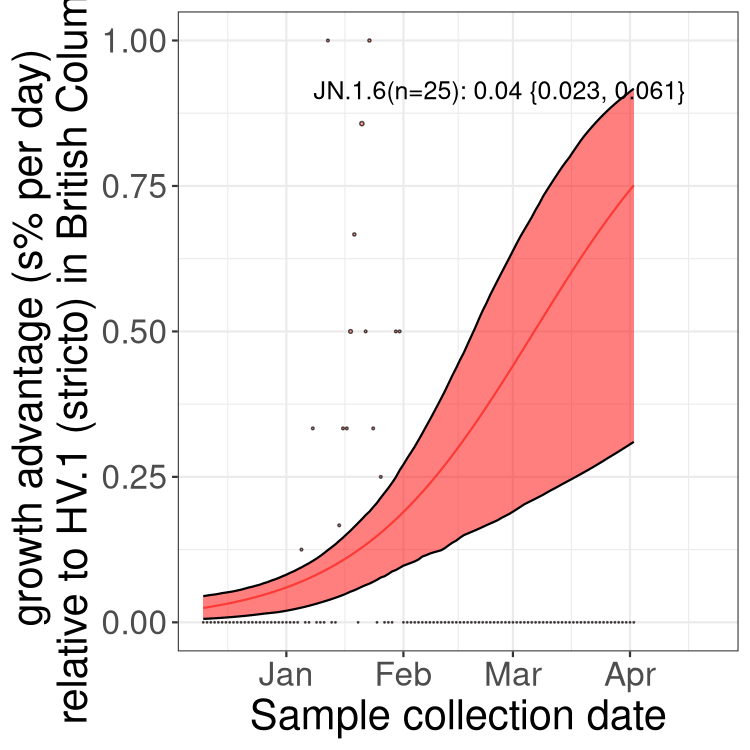 growth advantage (s% per day)
relative to HV.1 (stricto) in British Colum
1.00
0.75
0.50
0.25
0.00
JN.1.6(n=25): 0.04 {0.023, 0.061}
Jan Feb Mar Apr
Sample collection date